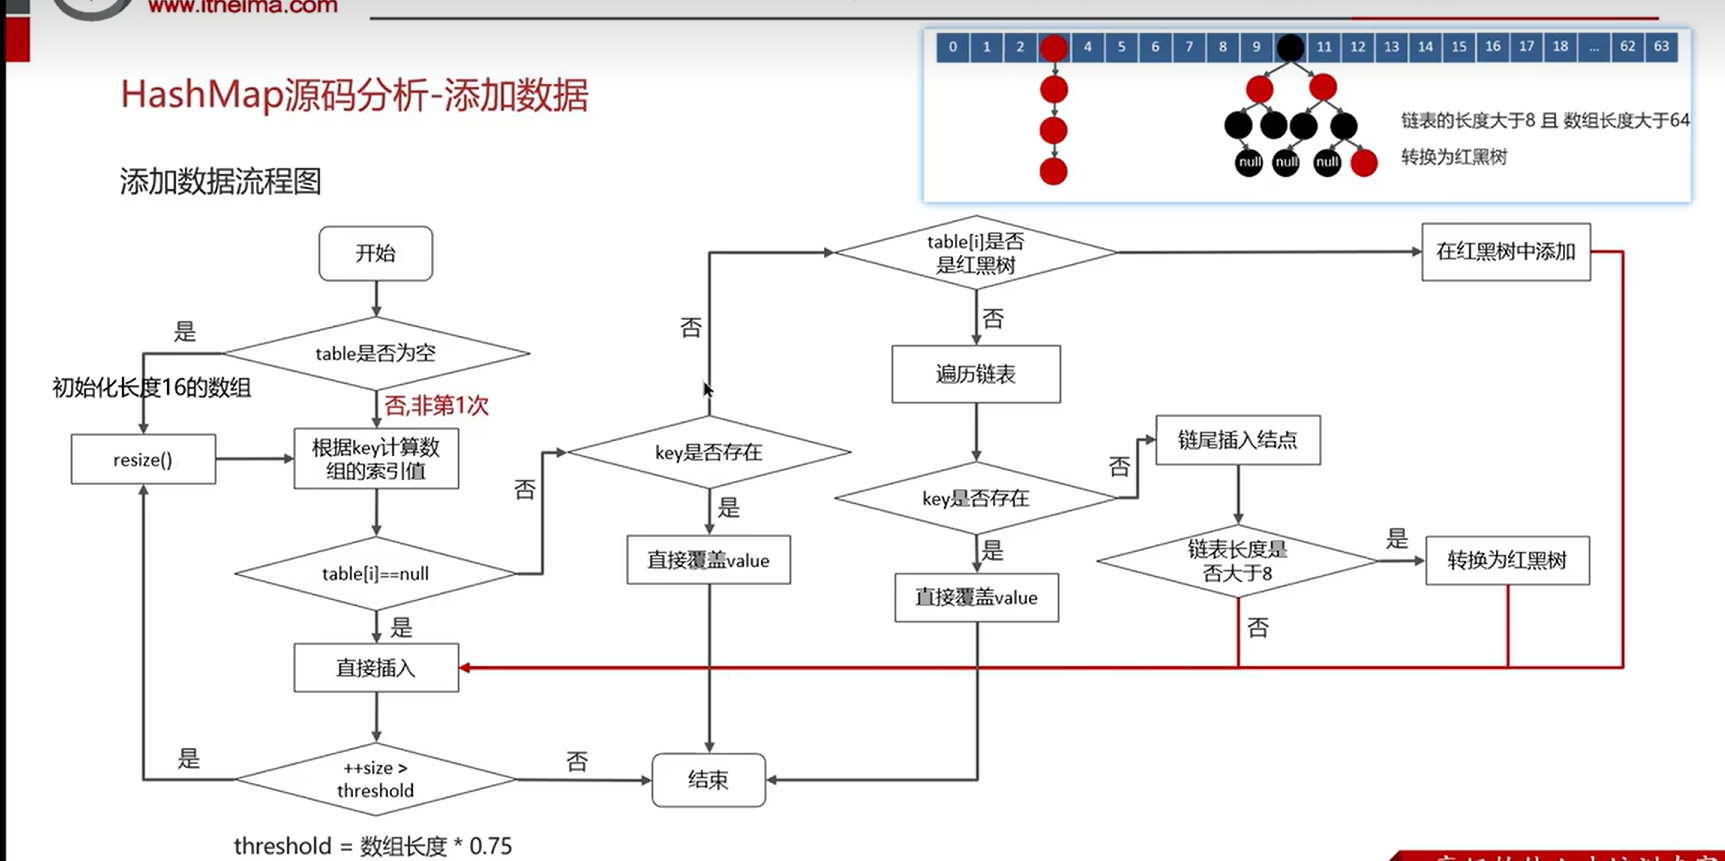 www.itheima.com
HashMap源码分析-添加数据
添加数据流程图
0 1 2 4 5 6 7 8 9 11 12 13 14 15 16 17 18 ... 62 63
链表的长度大于8 且 数组长度大于64
null null null
转换为红黑树
开始
table是否为空
是
初始化长度16的数组
否,非第1次
resize()
根据key计算数
组的索引值
table[i]==null
否
是
直接插入
++size >
threshold
是
否
threshold = 数组长度 * 0.75
key是否存在
否
是
直接覆盖value
结束
table[i]是否
是红黑树
在红黑树中添加
否
遍历链表
key是否存在
否
是
直接覆盖value
链尾插入结点
链表长度是
否大于8
是
否
转换为红黑树